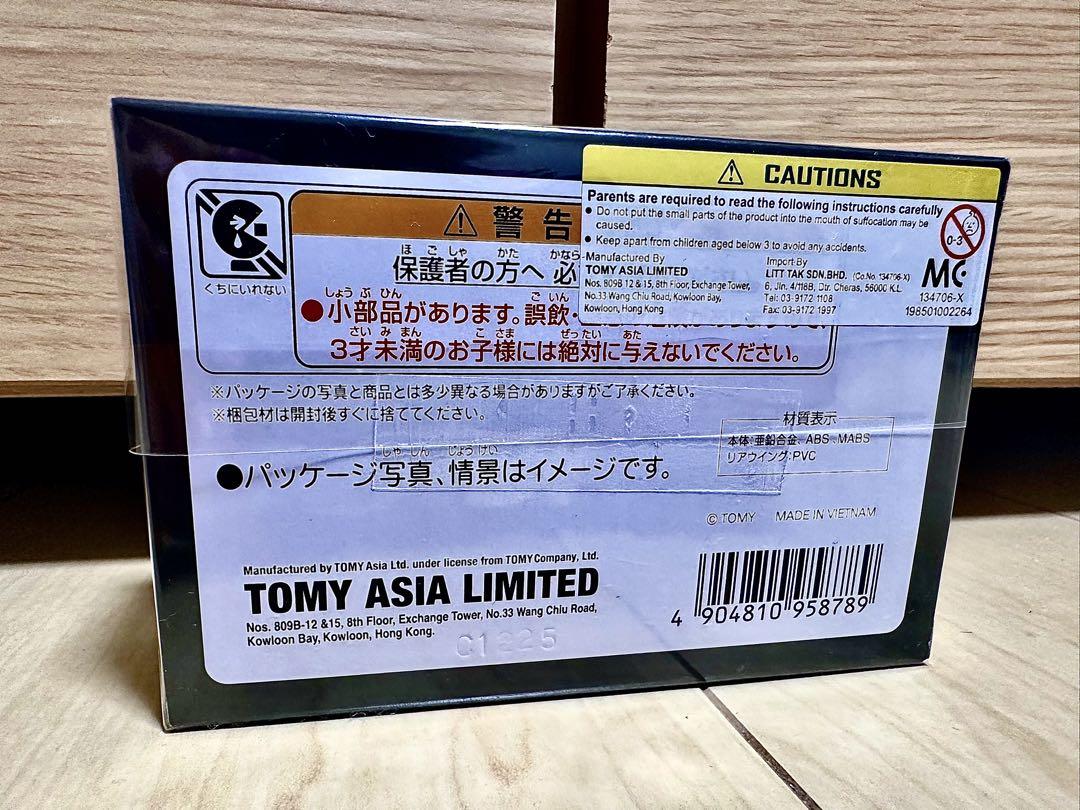 くちにいれない
警告
ほごしゃ かた かなら
保護者の方へ 必
しょうぶひん ごいん
●小部品があります。誤飲・
さいみまん こさま ぜったい あた
3才未満のお子様には絶対に与えないでください。
CAUTIONS
Parents are required to read the following instructions carefully
● Do not put the small parts of the product into the mouth of suffocation may be
caused.
● Keep apart from children aged below 3 to avoid any accidents.
0-3
Manufactured By
TOMY ASIA LIMITED
Nos. 809B 12 & 15, 8th Floor, Exchange Tower,
No.33 Wang Chiu Road, Kowloon Bay,
Kowloon, Hong Kong
Import By
LITT TAK SDN.BHD. (Co.No. 134706-X)
6, Jln. 4/118B, Dr. Cheras, 56000 K.L.
Tel: 03-9172 1108
Fax: 03-9172 1997
MC
134706-X
198501002264
※パッケージの写真と商品とは多少異なる場合がありますがご了承ください。
※梱包材は開封後すぐに捨ててください。
材質表示
本体:亜鉛合金、ABS、MABS
リアウイング:PVC
しゃしん じょうけい
●パッケージ写真、情景はイメージです。
© TOMY MADE IN VIETNAM
Manufactured by TOMY Asia Ltd. under license from TOMY Company, Ltd.
TOMY ASIA LIMITED
Nos. 809B-12 &15, 8th Floor, Exchange Tower, No.33 Wang Chiu Road,
Kowloon Bay, Kowloon, Hong Kong.
C1225
4 904810 958789